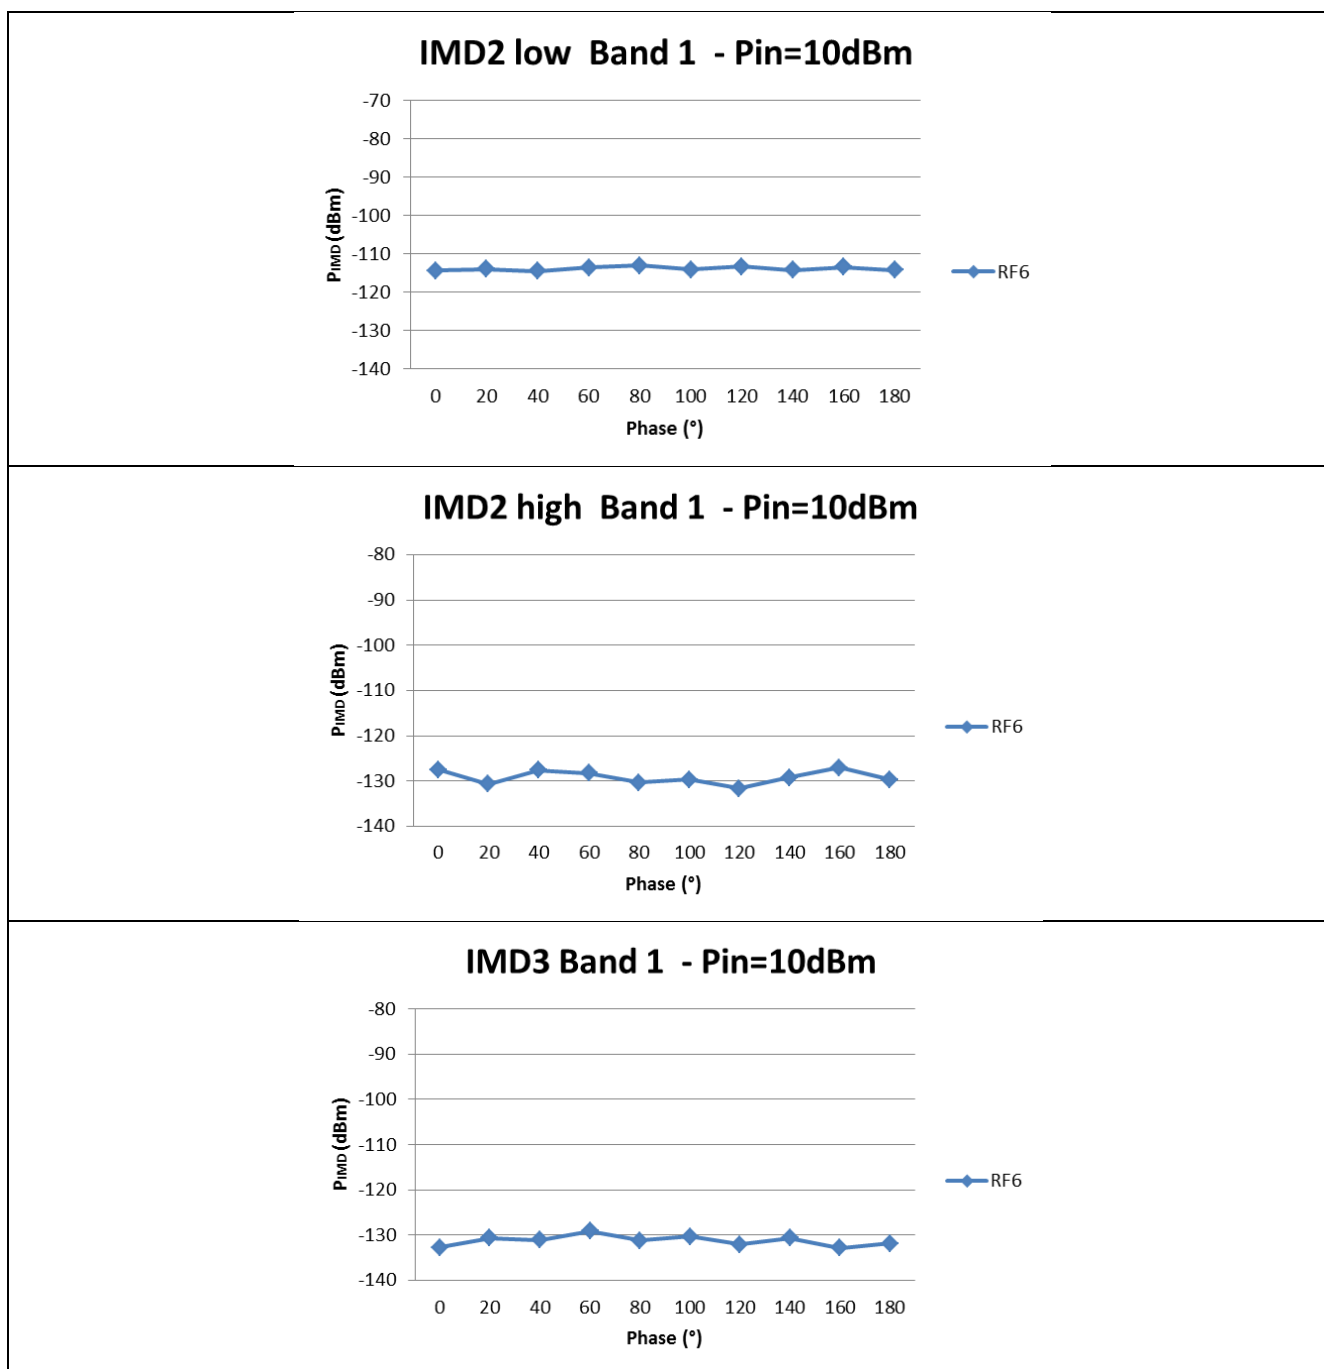 IMD2 low Band 1 - Pin=10dBm
-70
-80
-90
-100
-110
-120
-130
-140
PIMD (dBm)
RF6
0 20 40 60 80 100 120 140 160 180
Phase (°)
IMD2 high Band 1 - Pin=10dBm
-80
-90
-100
-110
-120
-130
-140
PIMD (dBm)
RF6
0 20 40 60 80 100 120 140 160 180
Phase (°)
IMD3 Band 1 - Pin=10dBm
-80
-90
-100
-110
-120
-130
-140
PIMD (dBm)
RF6
0 20 40 60 80 100 120 140 160 180
Phase (°)